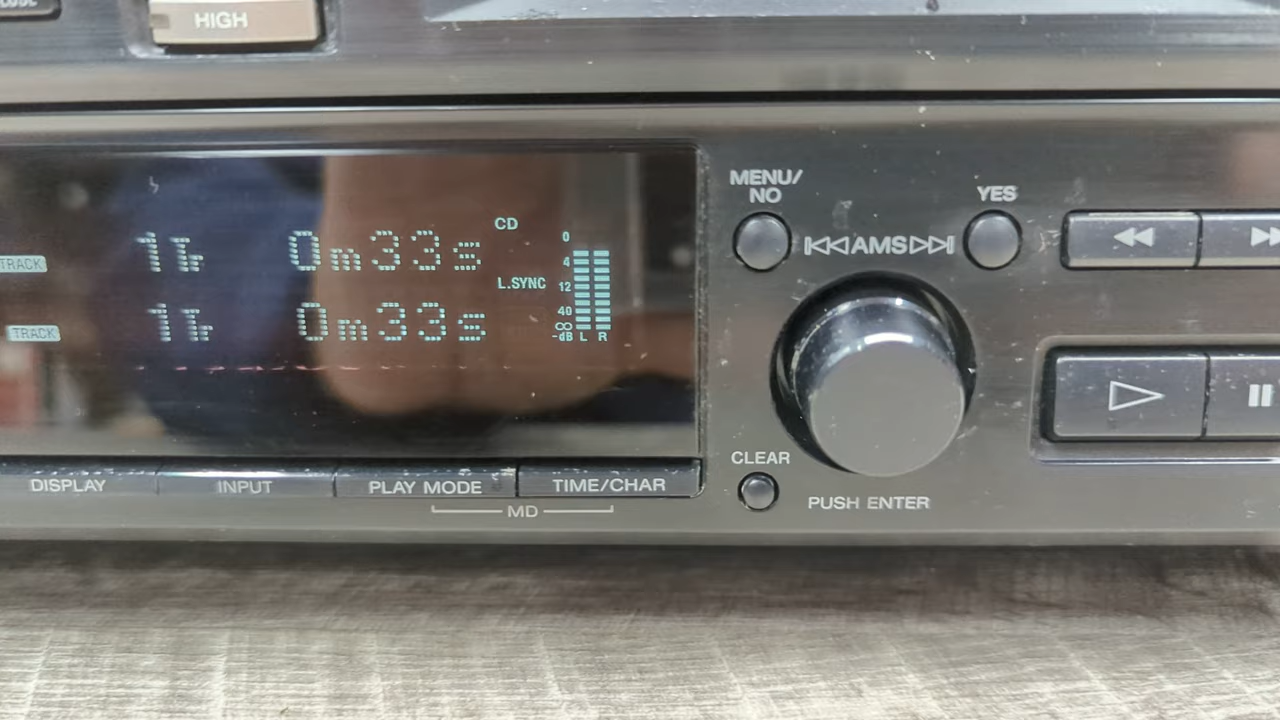 HIGH
TRACK 1Tr 0m33s
CD
L.SYNC
TRACK 1Tr 0m33s
0
4
12
40
∞
-dB L R
MENU/
NO
YES
AMS
DISPLAY
INPUT
PLAY MODE
TIME/CHAR
MD
CLEAR
PUSH ENTER